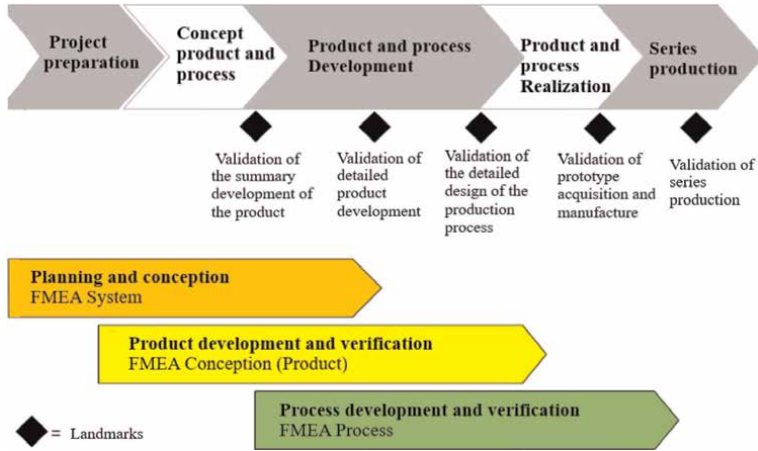 Project
preparation
Concept
product and
process
Product and process
Development
Product and
process
Realization
Series
production
Validation of
the summary
development of
the product
Validation of
detailed
product
development
Validation of
the detailed
design of the
production
process
Validation of
prototype
acquisition and
manufacture
Validation of
series
production
Planning and conception
FMEA System
Product development and verification
FMEA Conception (Product)
Process development and verification
FMEA Process
= Landmarks